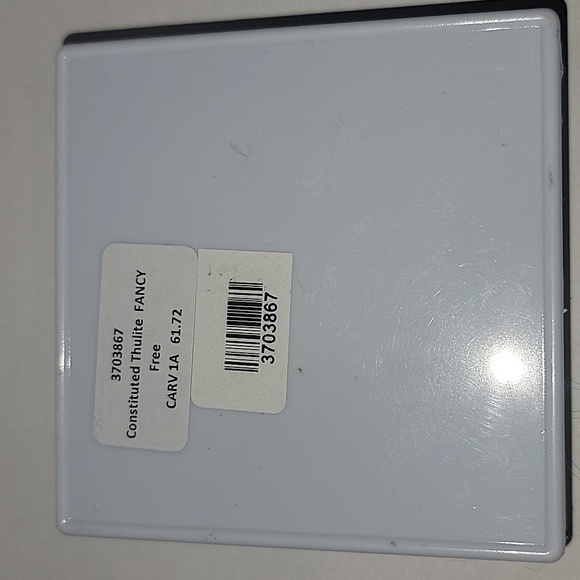 3703867
Constituted Thulite FANCY
Free
CARV 1A 61.72
3703867